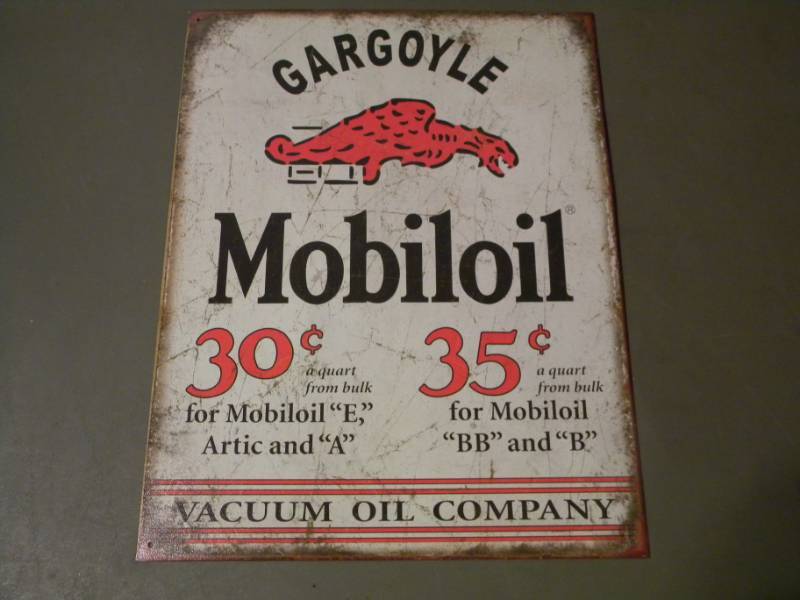 GARGOYLE
Mobiloil®
30¢ a quart from bulk
for Mobiloil “E,”
Artic and “A”
35¢ a quart from bulk
for Mobiloil
“BB” and “B”
VACUUM OIL COMPANY